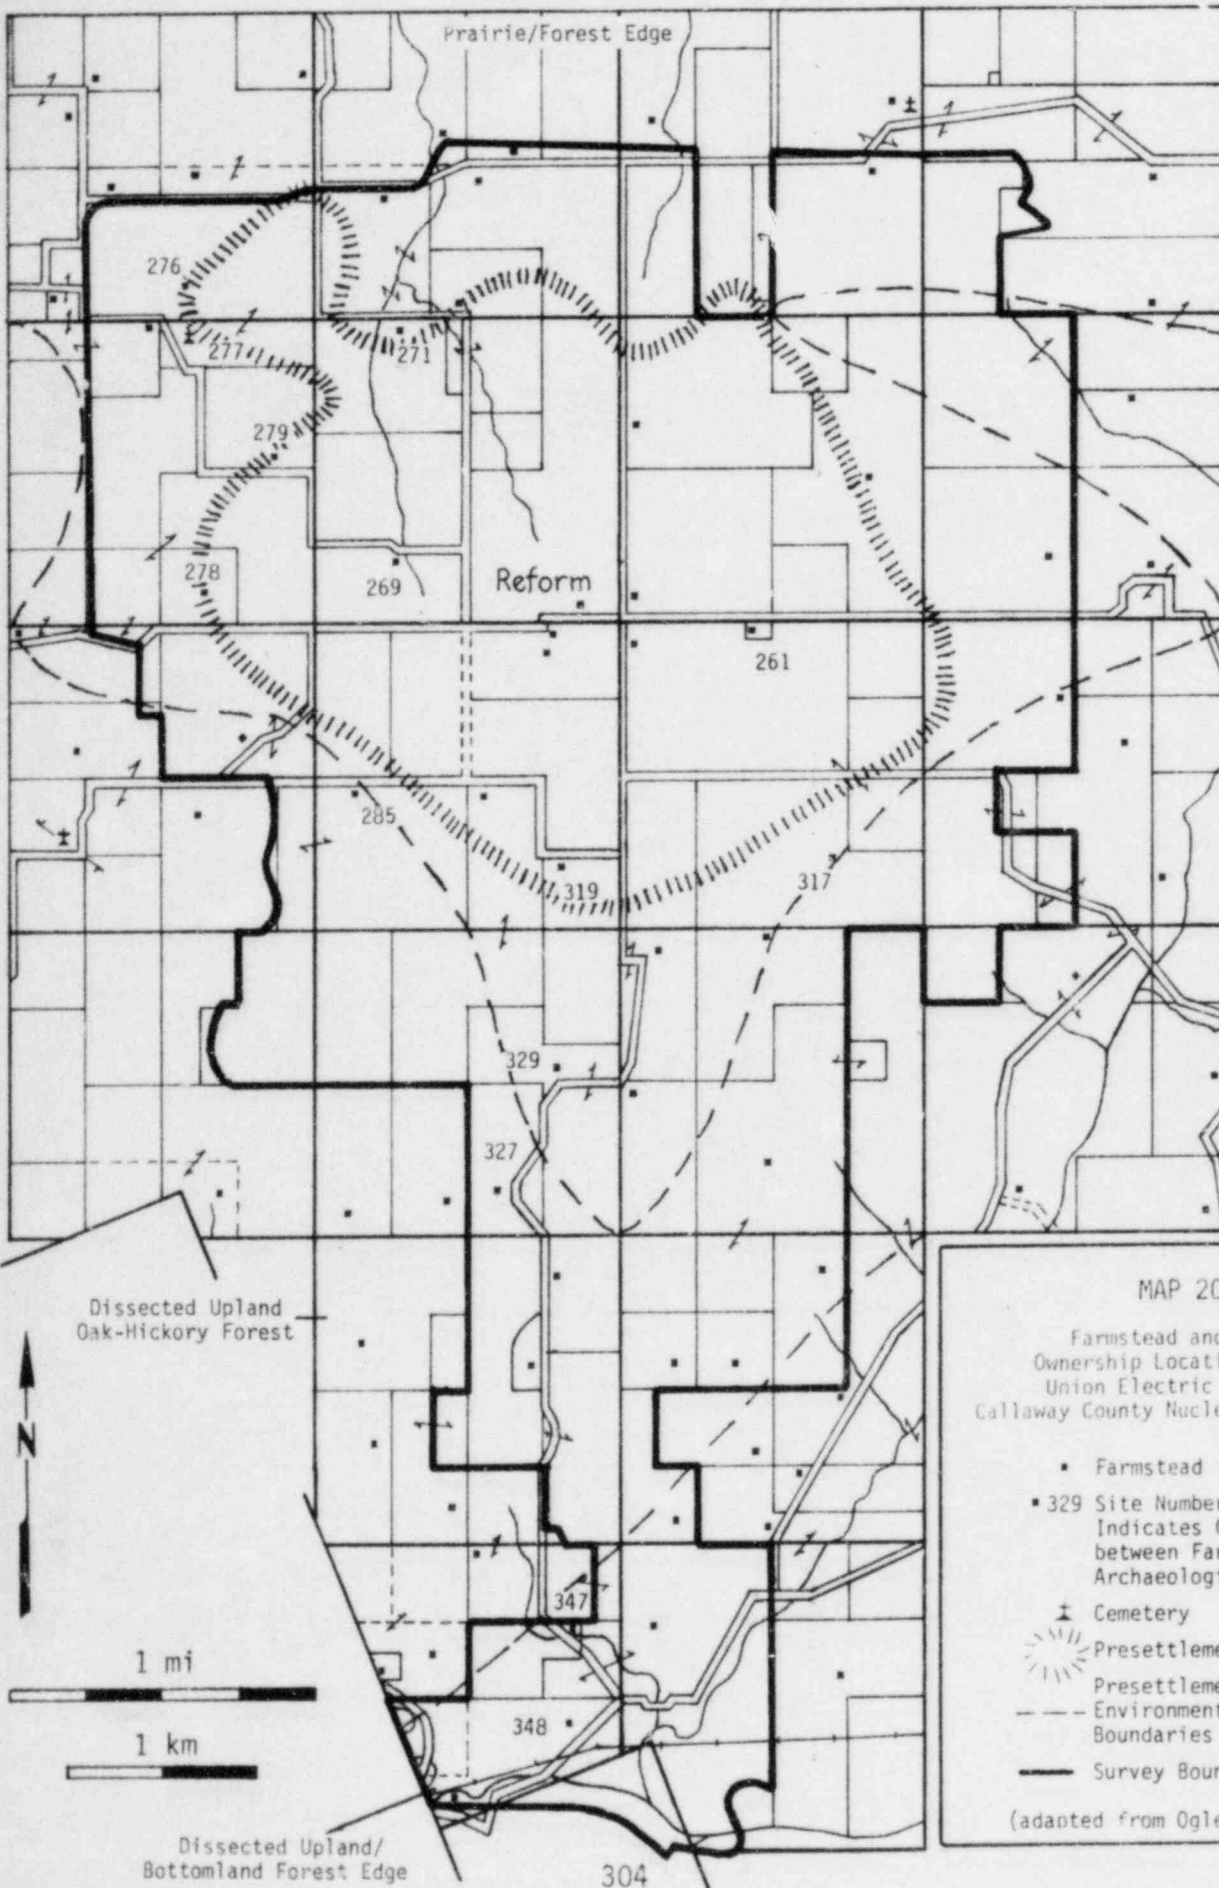 Prairie/Forest Edge
276
277
271
279
278
269
Reform
261
285
319
317
329
327
Dissected Upland
Oak-Hickory Forest
N
347
1 mi
348
1 km
Dissected Upland/
Bottomland Forest Edge
304
MAP 20
Farmstead and
Ownership Locati
Union Electric
Callaway County Nucle
Farmstead
329 Site Number
Indicates
between Far
Archaeologi
Cemetery
Presettleme
Presettleme
Environment
Boundaries
Survey Boun
(adapted from Ogle